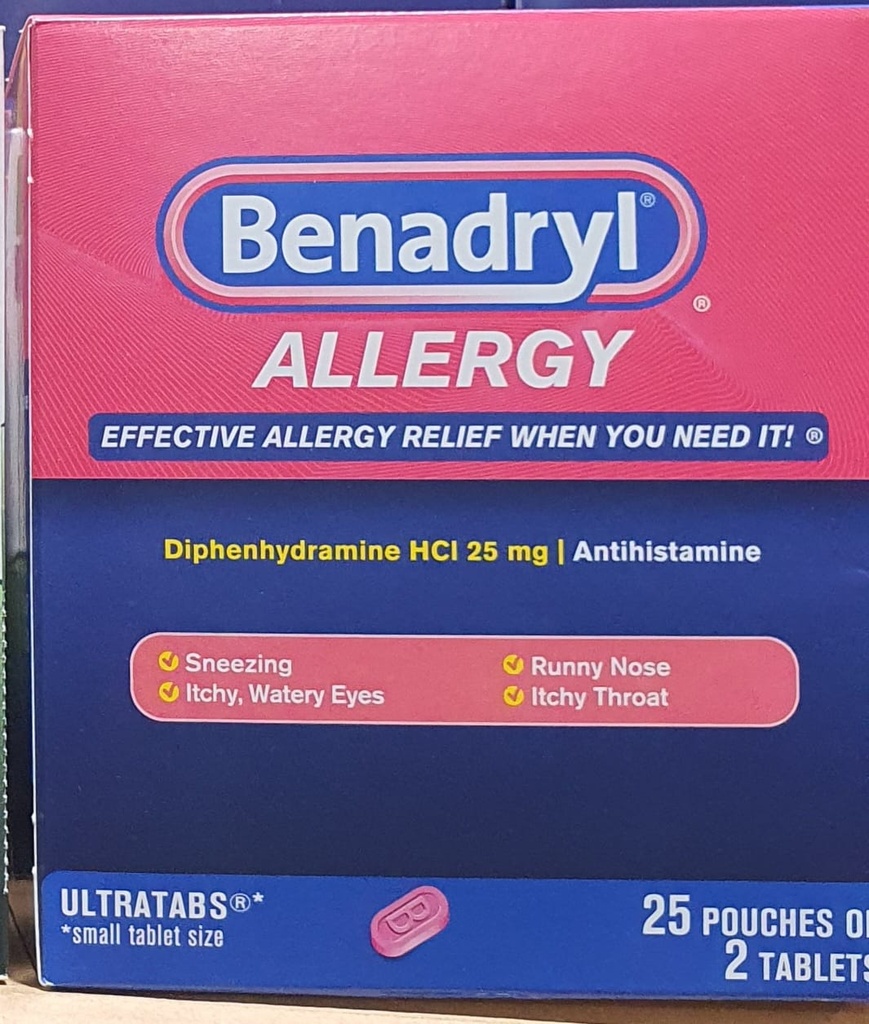 Benadryl®
®
ALLERGY
EFFECTIVE ALLERGY RELIEF WHEN YOU NEED IT! ®
Diphenhydramine HCl 25 mg | Antihistamine
Sneezing
Itchy, Watery Eyes
Runny Nose
Itchy Throat
ULTRATABS®*
*small tablet size
B
25 POUCHES
2 TABLETS